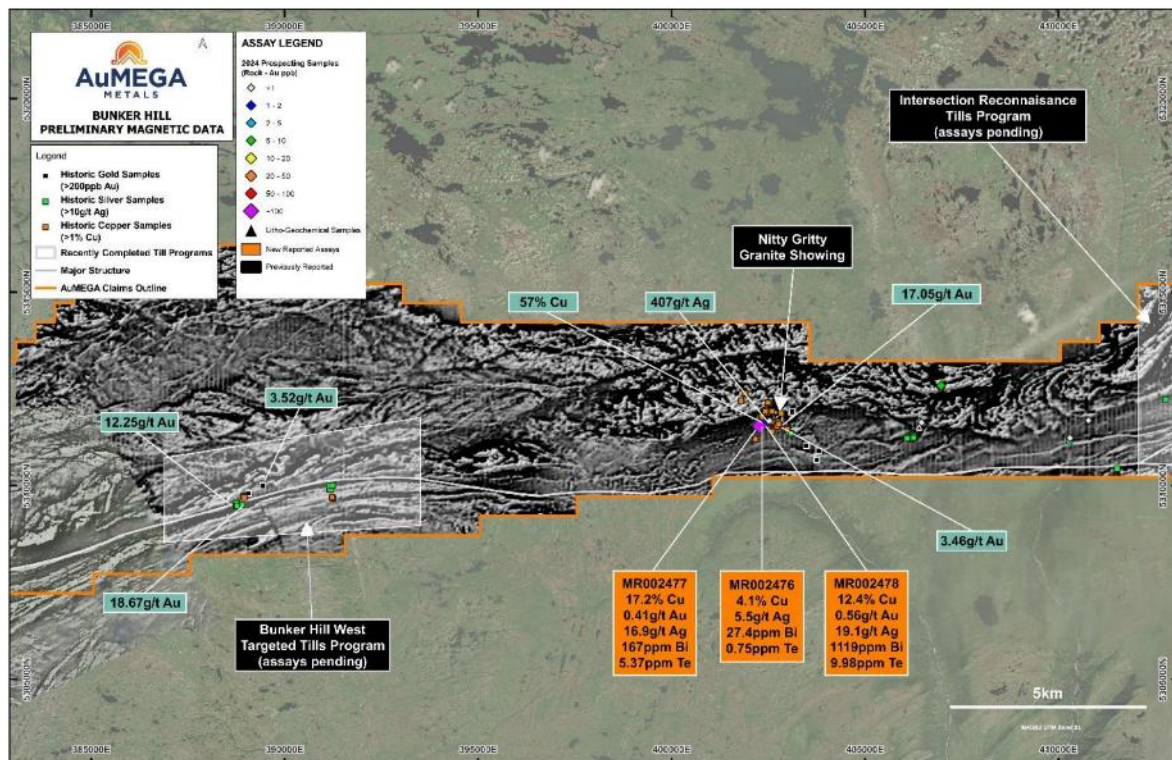 385000E 390000E 395000E 400000E 405000E 410000E
AuMEGA
METALS
BUNKER HILL
PRELIMINARY MAGNETIC DATA
Legend
Historic Gold Samples
(>200ppb Au)
Historic Silver Samples
(>10g/t Ag)
Historic Copper Samples
(>1% Cu)
Recently Completed Till Programs
Major Structure
AuMEGA Claims Outline
ASSAY LEGEND
2024 Prospecting Samples
(Rock - Au ppb)
<1
1 - 2
2 - 5
5 - 10
10 - 20
20 - 50
50 - 100
+100
Litho-Geochemical Samples
New Reported Assays
Previously Reported
Intersection Reconnaisance
Tills Program
(assays pending)
Nitty Gritty
Granite Showing
57% Cu
407g/t Ag
17.05g/t Au
3.52g/t Au
12.25g/t Au
18.67g/t Au
3.46g/t Au
Bunker Hill West
Targeted Tills Program
(assays pending)
MR002477
17.2% Cu
0.41g/t Au
16.9g/t Ag
167ppm Bi
5.37ppm Te
MR002476
4.1% Cu
5.5g/t Ag
27.4ppm Bi
0.75ppm Te
MR002478
12.4% Cu
0.56g/t Au
19.1g/t Ag
1119ppm Bi
9.98ppm Te
5km
385000E 390000E 395000E 400000E 405000E 410000E